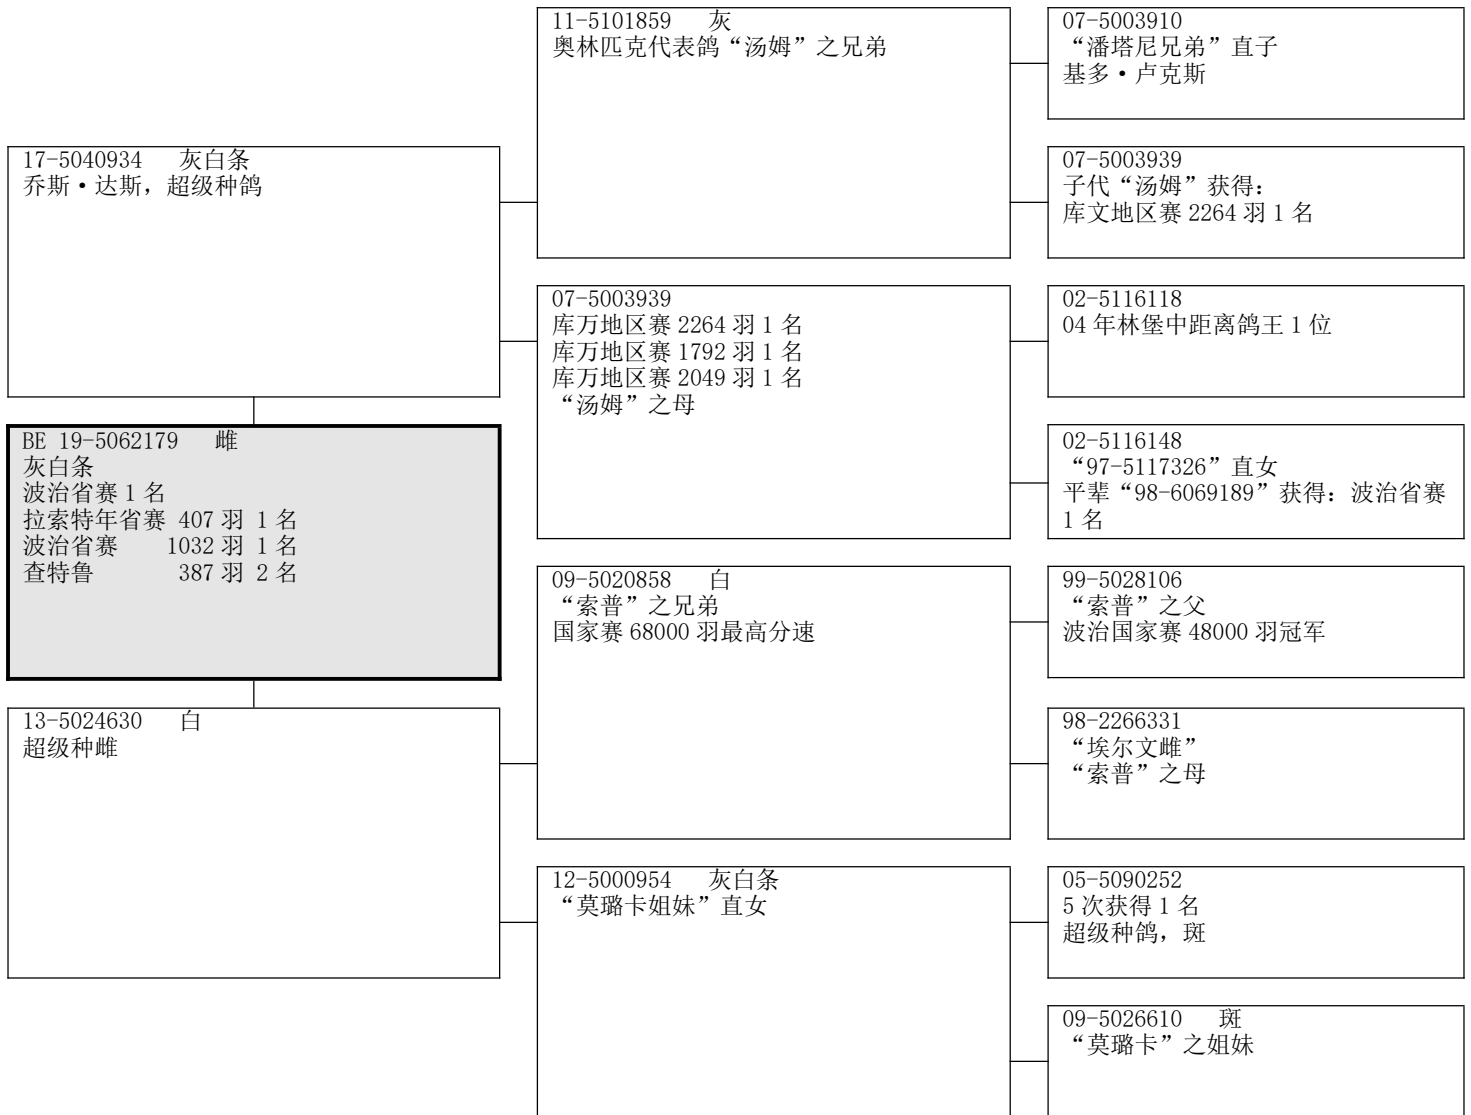 11-5101859 灰
奥林匹克代表鸽“汤姆”之兄弟
07-5003910
“潘塔尼兄弟”直子
基多·卢克斯
17-5040934 灰白条
乔斯·达斯，超级种鸽
07-5003939
子代“汤姆”获得：
库文地区赛 2264 羽 1 名
07-5003939
库万地区赛 2264 羽 1 名
库万地区赛 1792 羽 1 名
库万地区赛 2049 羽 1 名
“汤姆”之母
02-5116118
04 年林堡中距离鸽王 1 位
BE 19-5062179 雌
灰白条
波治省赛 1 名
拉索特年省赛 407 羽 1 名
波治省赛 1032 羽 1 名
查特鲁 387 羽 2 名
02-5116148
“97-5117326”直女
平辈“98-6069189”获得：波治省赛
1 名
09-5020858 白
“索普”之兄弟
国家赛 68000 羽最高分速
99-5028106
“索普”之父
波治国家赛 48000 羽冠军
13-5024630 白
超级种雌
98-2266331
“埃尔文雌”
“索普”之母
12-5000954 灰白条
“莫璐卡姐妹”直女
05-5090252
5 次获得 1 名
超级种鸽，斑
09-5026610 斑
“莫璐卡”之姐妹